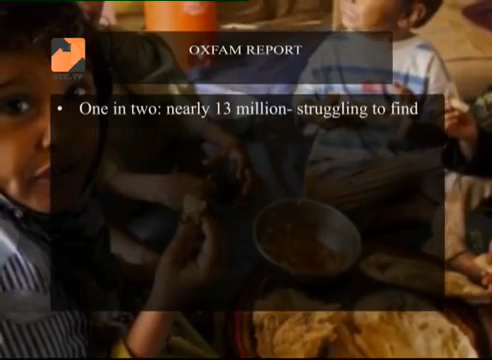 OXFAM REPORT
• One in two: nearly 13 million- struggling to find